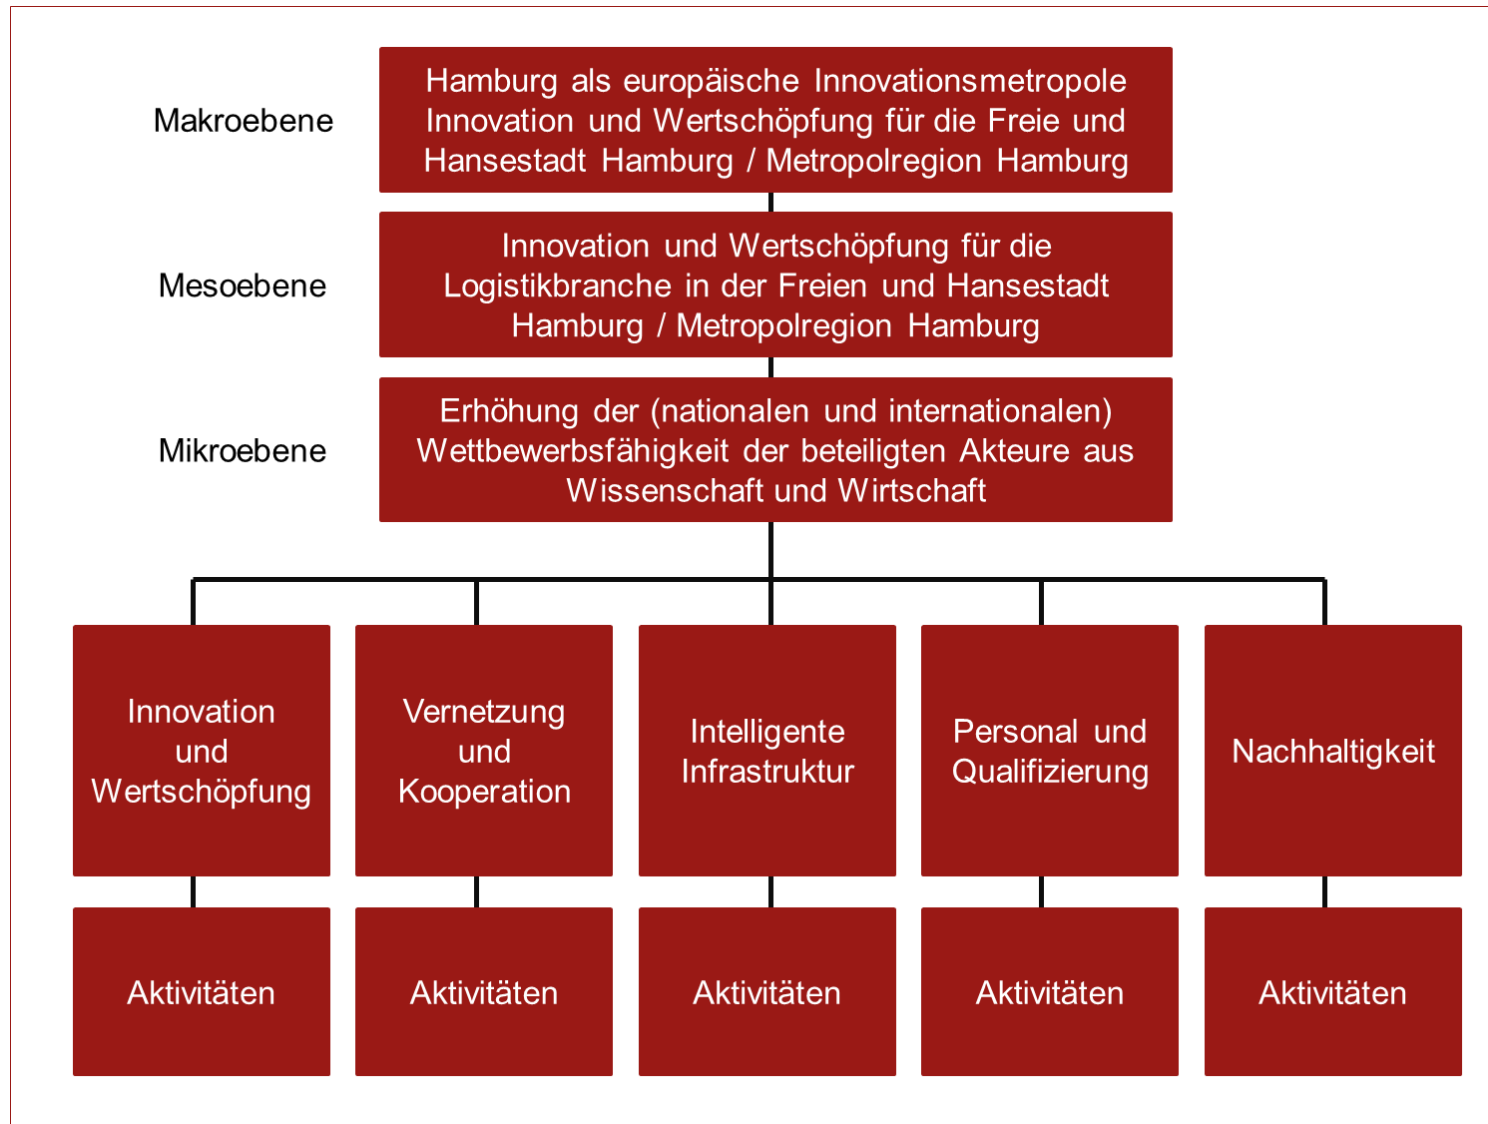 Makroebene
Hamburg als europäische Innovationsmetropole
Innovation und Wertschöpfung für die Freie und
Hansestadt Hamburg / Metropolregion Hamburg
Mesoebene
Innovation und Wertschöpfung für die
Logistikbranche in der Freien und Hansestadt
Hamburg / Metropolregion Hamburg
Mikroebene
Erhöhung der (nationalen und internationalen)
Wettbewerbsfähigkeit der beteiligten Akteure aus
Wissenschaft und Wirtschaft
Innovation
und
Wertschöpfung
Vernetzung
und
Kooperation
Intelligente
Infrastruktur
Personal und
Qualifizierung
Nachhaltigkeit
Aktivitäten
Aktivitäten
Aktivitäten
Aktivitäten
Aktivitäten